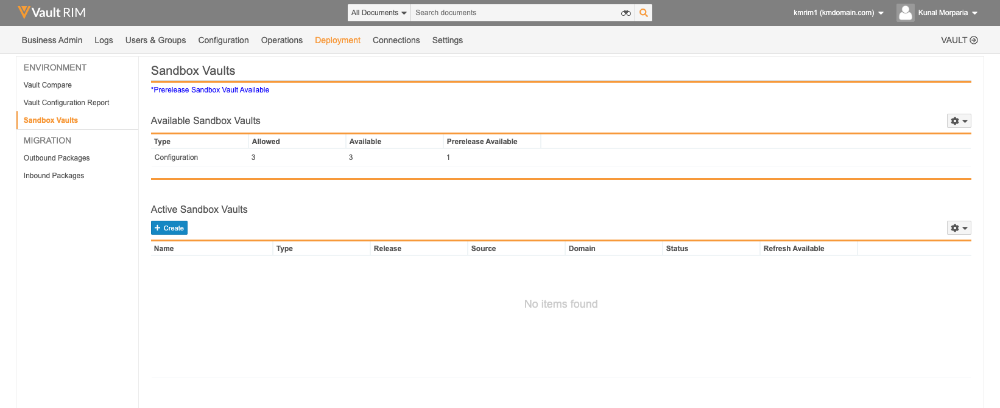 Vault RIM
All Documents Search documents kmrim1 (kmdomain.com) Kunal Morparia
Business Admin Logs Users & Groups Configuration Operations Deployment Connections Settings VAULT
ENVIRONMENT
Vault Compare
Vault Configuration Report
Sandbox Vaults
MIGRATION
Outbound Packages
Inbound Packages
Sandbox Vaults
*Prerelease Sandbox Vault Available
Available Sandbox Vaults
Type Allowed Available Prerelease Available
Configuration 3 3 1
Active Sandbox Vaults
+ Create
Name Type Release Source Domain Status Refresh Available
No items found